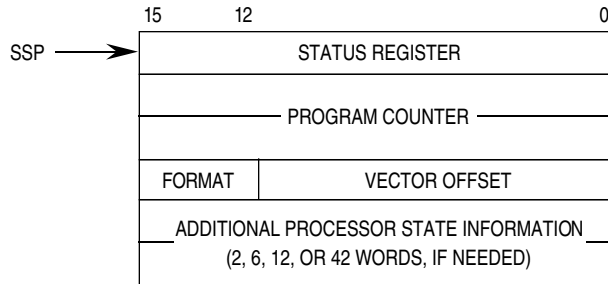 15 12 0
SSP STATUS REGISTER
PROGRAM COUNTER
FORMAT VECTOR OFFSET
ADDITIONAL PROCESSOR STATE INFORMATION
(2, 6, 12, OR 42 WORDS, IF NEEDED)